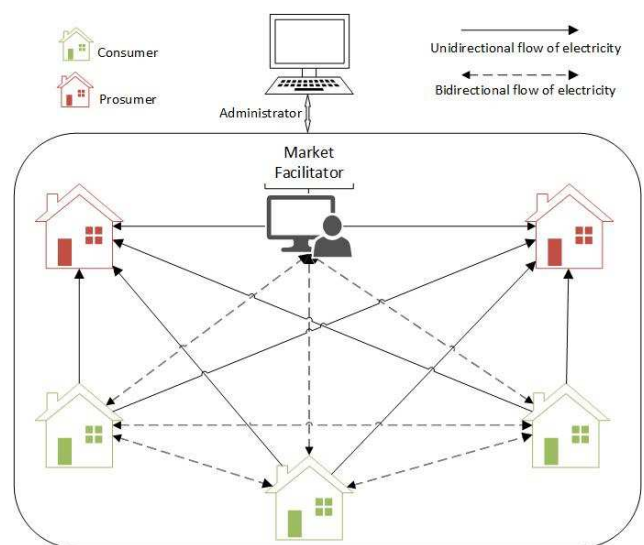 Consumer
Prosumer
Administrator
Unidirectional flow of electricity
Bidirectional flow of electricity
Market
Facilitator